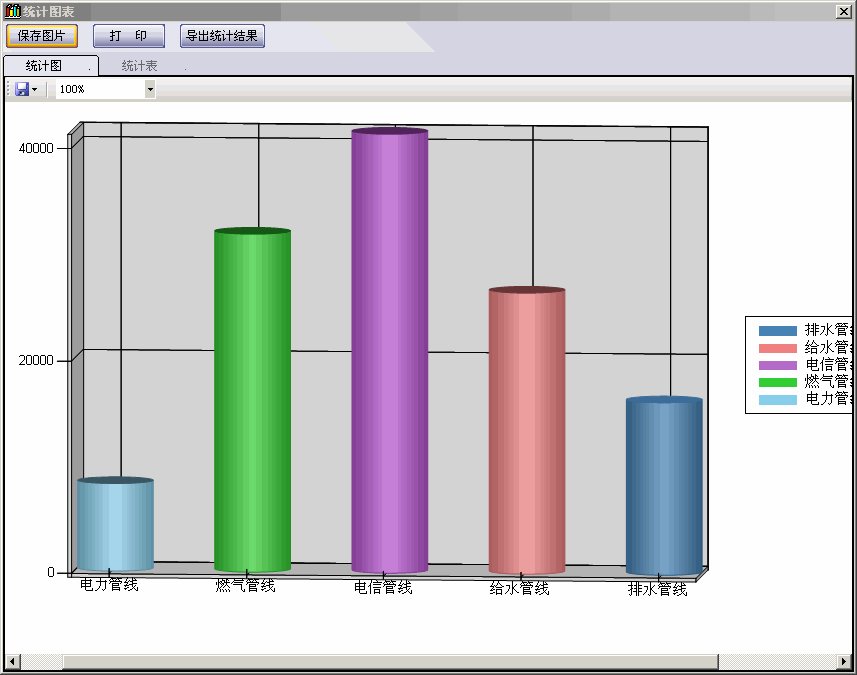 统计图表
保存图片 打 印 导出统计结果
统计图 统计表
100%
40000
20000
0
电力管线 燃气管线 电信管线 给水管线 排水管线
排水管
给水管
电信管
燃气管
电力管